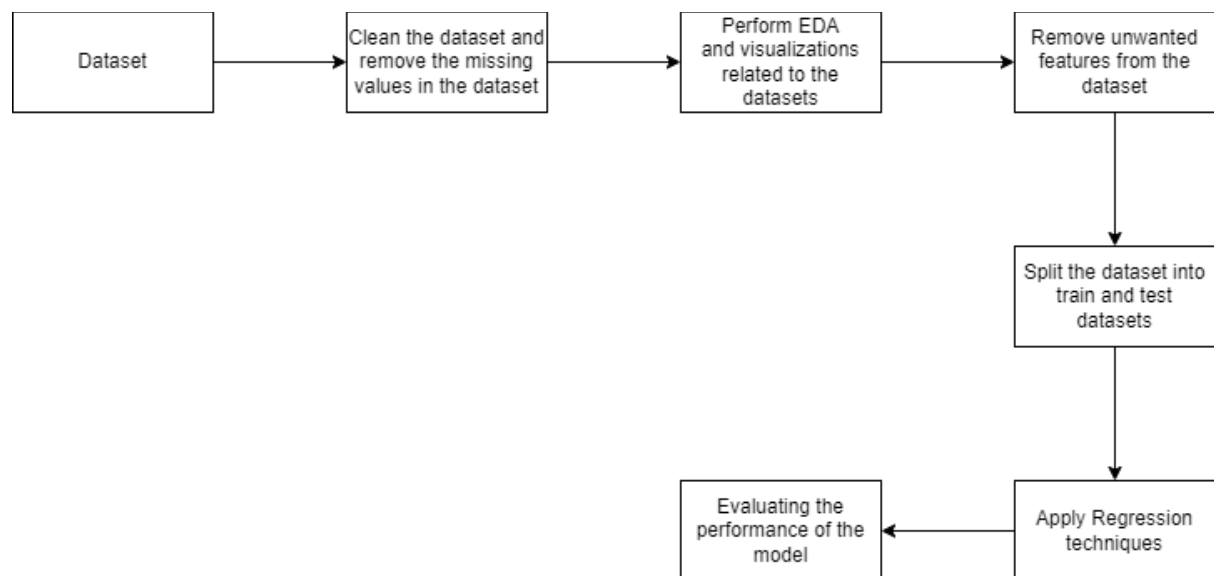 Dataset
Clean the dataset and
remove the missing
values in the dataset
Perform EDA
and visualizations
related to the
datasets
Remove unwanted
features from the
dataset
Split the dataset into
train and test
datasets
Apply Regression
techniques
Evaluating the
performance of the
model